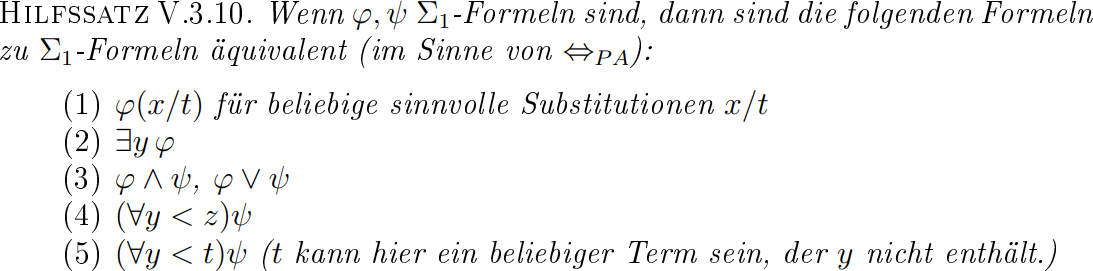 HILFSSATZ V.3.10. Wenn φ, ψ Σ₁-Formeln sind, dann sind die folgenden Formeln
zu Σ₁-Formeln äquivalent (im Sinne von ⇔_PA):
(1) φ(x/t) für beliebige sinnvolle Substitutionen x/t
(2) ∃y φ
(3) φ ∧ ψ, φ ∨ ψ
(4) (∀y < z)ψ
(5) (∀y < t)ψ (t kann hier ein beliebiger Term sein, der y nicht enthält.)